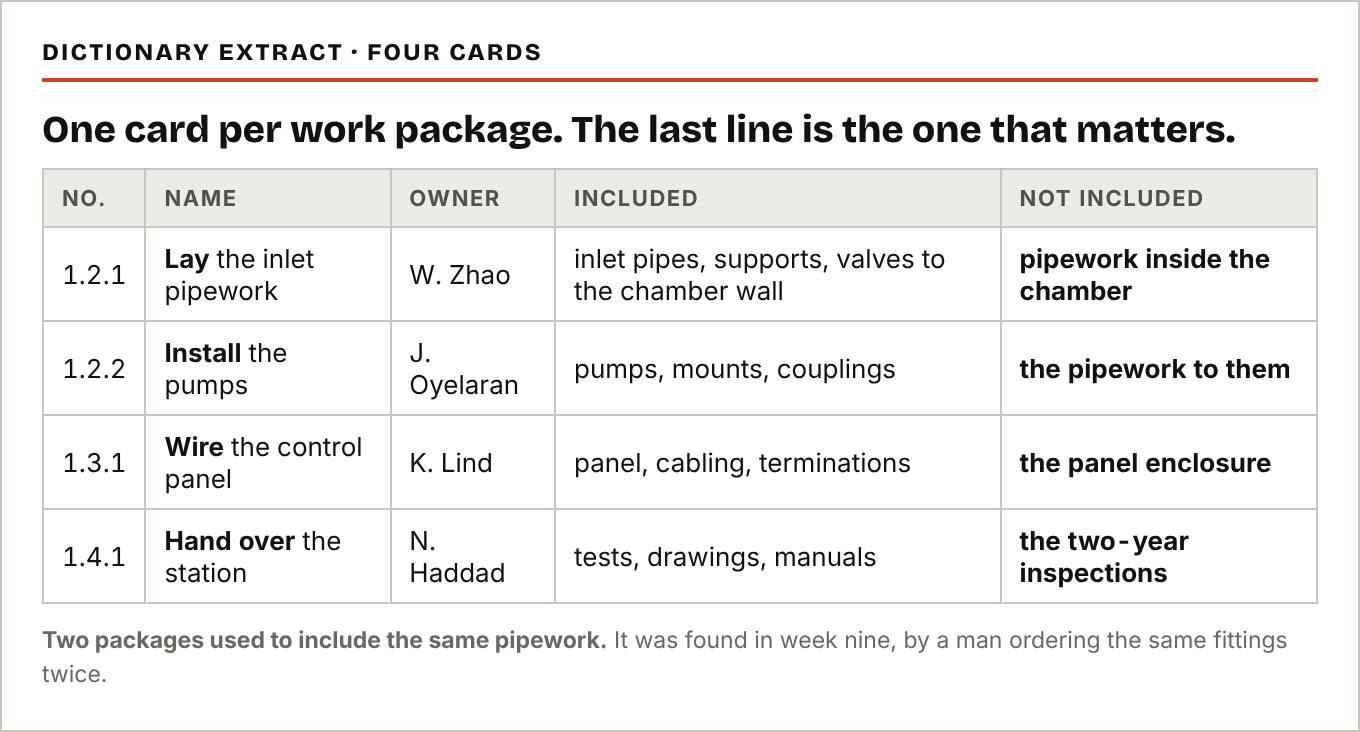 DICTIONARY EXTRACT · FOUR CARDS
One card per work package. The last line is the one that matters.
NO. NAME OWNER INCLUDED NOT INCLUDED
1.2.1 Lay the inlet pipework W. Zhao inlet pipes, supports, valves to the chamber wall pipework inside the chamber
1.2.2 Install the pumps J. Oyelaran pumps, mounts, couplings the pipework to them
1.3.1 Wire the control panel K. Lind panel, cabling, terminations the panel enclosure
1.4.1 Hand over the station N. Haddad tests, drawings, manuals the two-year inspections
Two packages used to include the same pipework. It was found in week nine, by a man ordering the same fittings
twice.